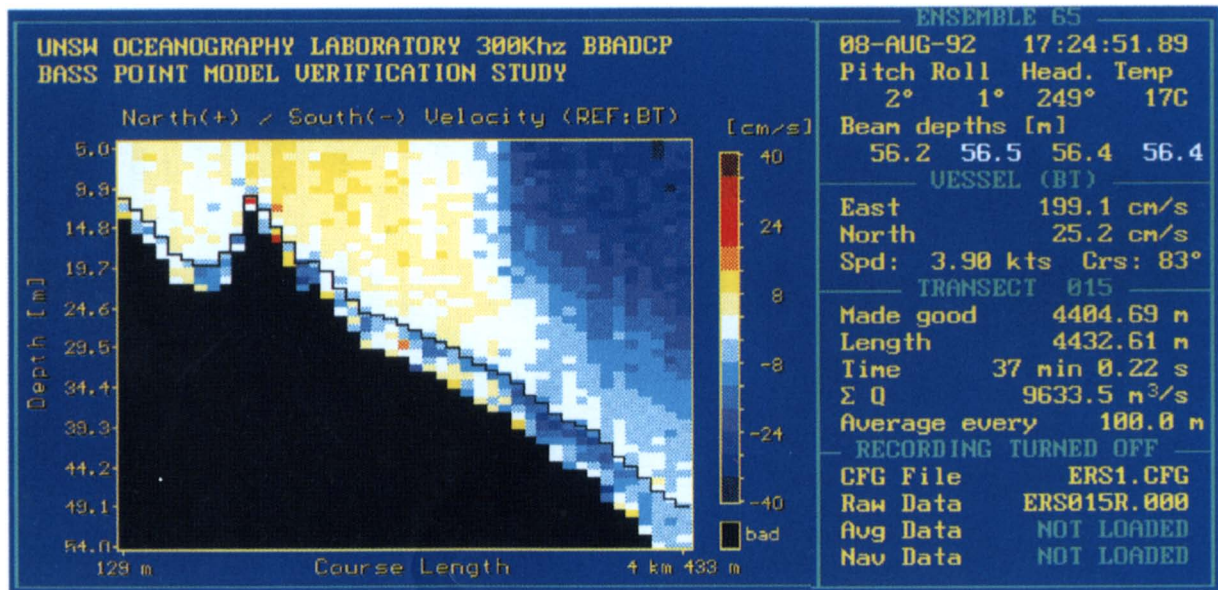 UNSW OCEANOGRAPHY LABORATORY 300Khz BBADCP
BASS POINT MODEL VERIFICATION STUDY
North(+) / South(-) Velocity (REF:BT)
[cm/s]
Depth [m]
5.0
9.9
14.8
19.7
24.6
29.5
34.4
39.3
44.2
49.1
54.0
40
24
8
-8
-24
-40
bad
129 m
Course Length
4 km 433 m
ENSEMBLE 65
08-AUG-92 17:24:51.89
Pitch Roll Head. Temp
2° 1° 249° 17C
Beam depths [m]
56.2 56.5 56.4 56.4
VESSEL (BT)
East 199.1 cm/s
North 25.2 cm/s
Spd: 3.90 kts Crs: 83°
TRANSECT 015
Made good 4404.69 m
Length 4432.61 m
Time 37 min 0.22 s
Σ Q 9633.5 m³/s
Average every 100.0 m
RECORDING TURNED OFF
CFG File ERS1.CFG
Raw Data ERS015R.000
Avg Data NOT LOADED
Nav Data NOT LOADED